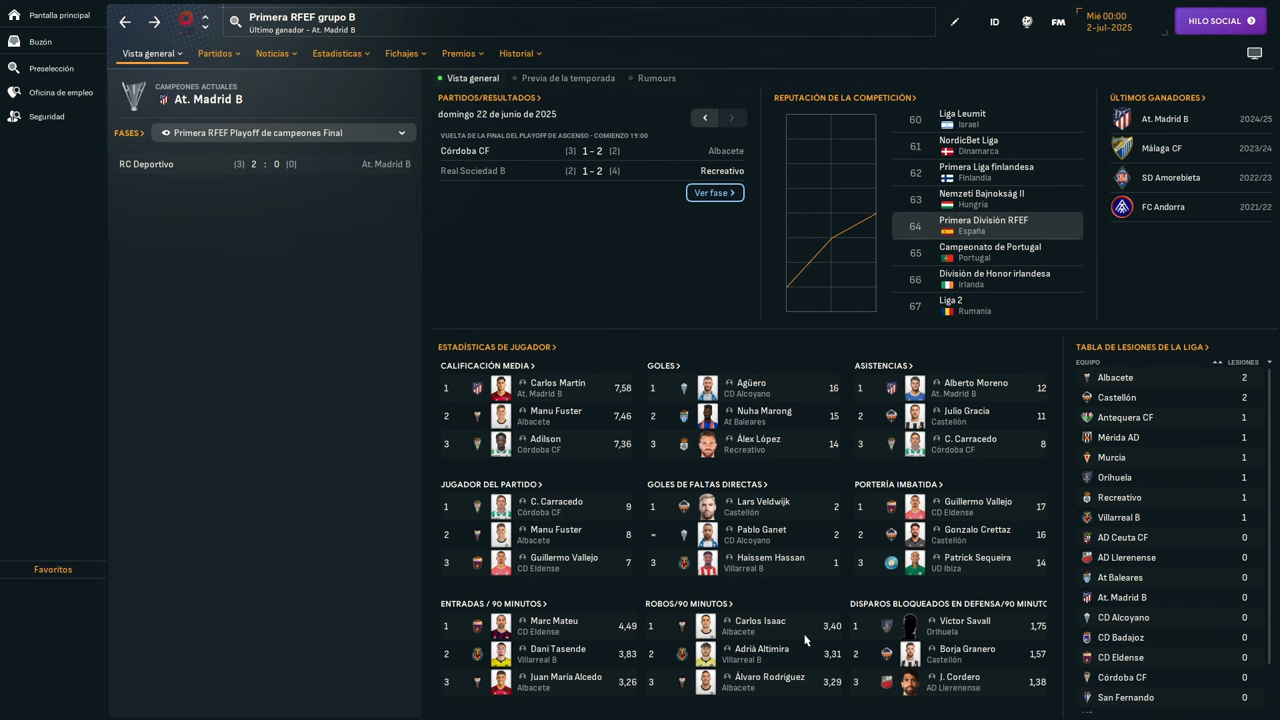 Pantalla principal
Buzón
Preselección
Oficina de empleo
Seguridad
Favoritos
Primera RFEF grupo B
Último ganador - At. Madrid B
ID
FM
Mié 00:00
2-jul-2025
HILO SOCIAL
Vista general
Partidos
Noticias
Estadísticas
Fichajes
Premios
Historial
CAMPEONES ACTUALES
At. Madrid B
FASES
Primera RFEF Playoff de campeones Final
RC Deportivo (3) 2 : 0 (0) At. Madrid B
Vista general
Previa de la temporada
Rumours
PARTIDOS/RESULTADOS
domingo 22 de junio de 2025
VUELTA DE LA FINAL DEL PLAYOFF DE ASCENSO - COMIENZO 19:00
Córdoba CF (3) 1 - 2 (2) Albacete
Real Sociedad B (2) 1 - 2 (4) Recreativo
Ver fase
REPUTACIÓN DE LA COMPETICIÓN
60 Liga Leumit
Israel
61 NordicBet Liga
Dinamarca
62 Primera Liga finlandesa
Finlandia
63 Nemzeti Bajnokság II
Hungría
64 Primera División RFEF
España
65 Campeonato de Portugal
Portugal
66 División de Honor irlandesa
Irlanda
67 Liga 2
Rumanía
ÚLTIMOS GANADORES
At. Madrid B 2024/25
Málaga CF 2023/24
SD Amorebieta 2022/23
FC Andorra 2021/22
ESTADÍSTICAS DE JUGADOR
CALIFICACIÓN MEDIA
1 Carlos Martín 7,58
At. Madrid B
2 Manu Fuster 7,46
Albacete
3 Adilson 7,36
Córdoba CF
GOLES
1 Agüero 16
CD Alcoyano
2 Nuha Marong 15
At Baleares
3 Álex López 14
Recreativo
ASISTENCIAS
1 Alberto Moreno 12
At. Madrid B
2 Julio Gracia 11
Castellón
3 C. Carracedo 8
Córdoba CF
JUGADOR DEL PARTIDO
1 C. Carracedo 9
Córdoba CF
2 Manu Fuster 8
Albacete
3 Guillermo Vallejo 7
CD Eldense
GOLES DE FALTAS DIRECTAS
1 Lars Veldwijk 2
Castellón
= Pablo Ganet 2
CD Alcoyano
3 Haissem Hassan 1
Villarreal B
PORTERÍA IMBATIDA
1 Guillermo Vallejo 17
CD Eldense
2 Gonzalo Crettaz 16
Castellón
3 Patrick Sequeira 14
UD Ibiza
ENTRADAS / 90 MINUTOS
1 Marc Mateu 4,49
CD Eldense
2 Dani Tasende 3,83
Villarreal B
3 Juan María Alcedo 3,26
Albacete
ROBOS/90 MINUTOS
1 Carlos Isaac 3,40
Albacete
2 Adrià Altimira 3,31
Villarreal B
3 Álvaro Rodríguez 3,29
Albacete
DISPAROS BLOQUEADOS EN DEFENSA/90 MINUTO
1 Víctor Savall 1,75
Orihuela
2 Borja Granero 1,57
Castellón
3 J. Cordero 1,38
AD Llerenense
TABLA DE LESIONES DE LA LIGA
EQUIPO LESIONES
Albacete 2
Castellón 2
Antequera CF 1
Mérida AD 1
Murcia 1
Orihuela 1
Recreativo 1
Villarreal B 1
AD Ceuta CF 0
AD Llerenense 0
At Baleares 0
At. Madrid B 0
CD Alcoyano 0
CD Badajoz 0
CD Eldense 0
Córdoba CF 0
San Fernando 0